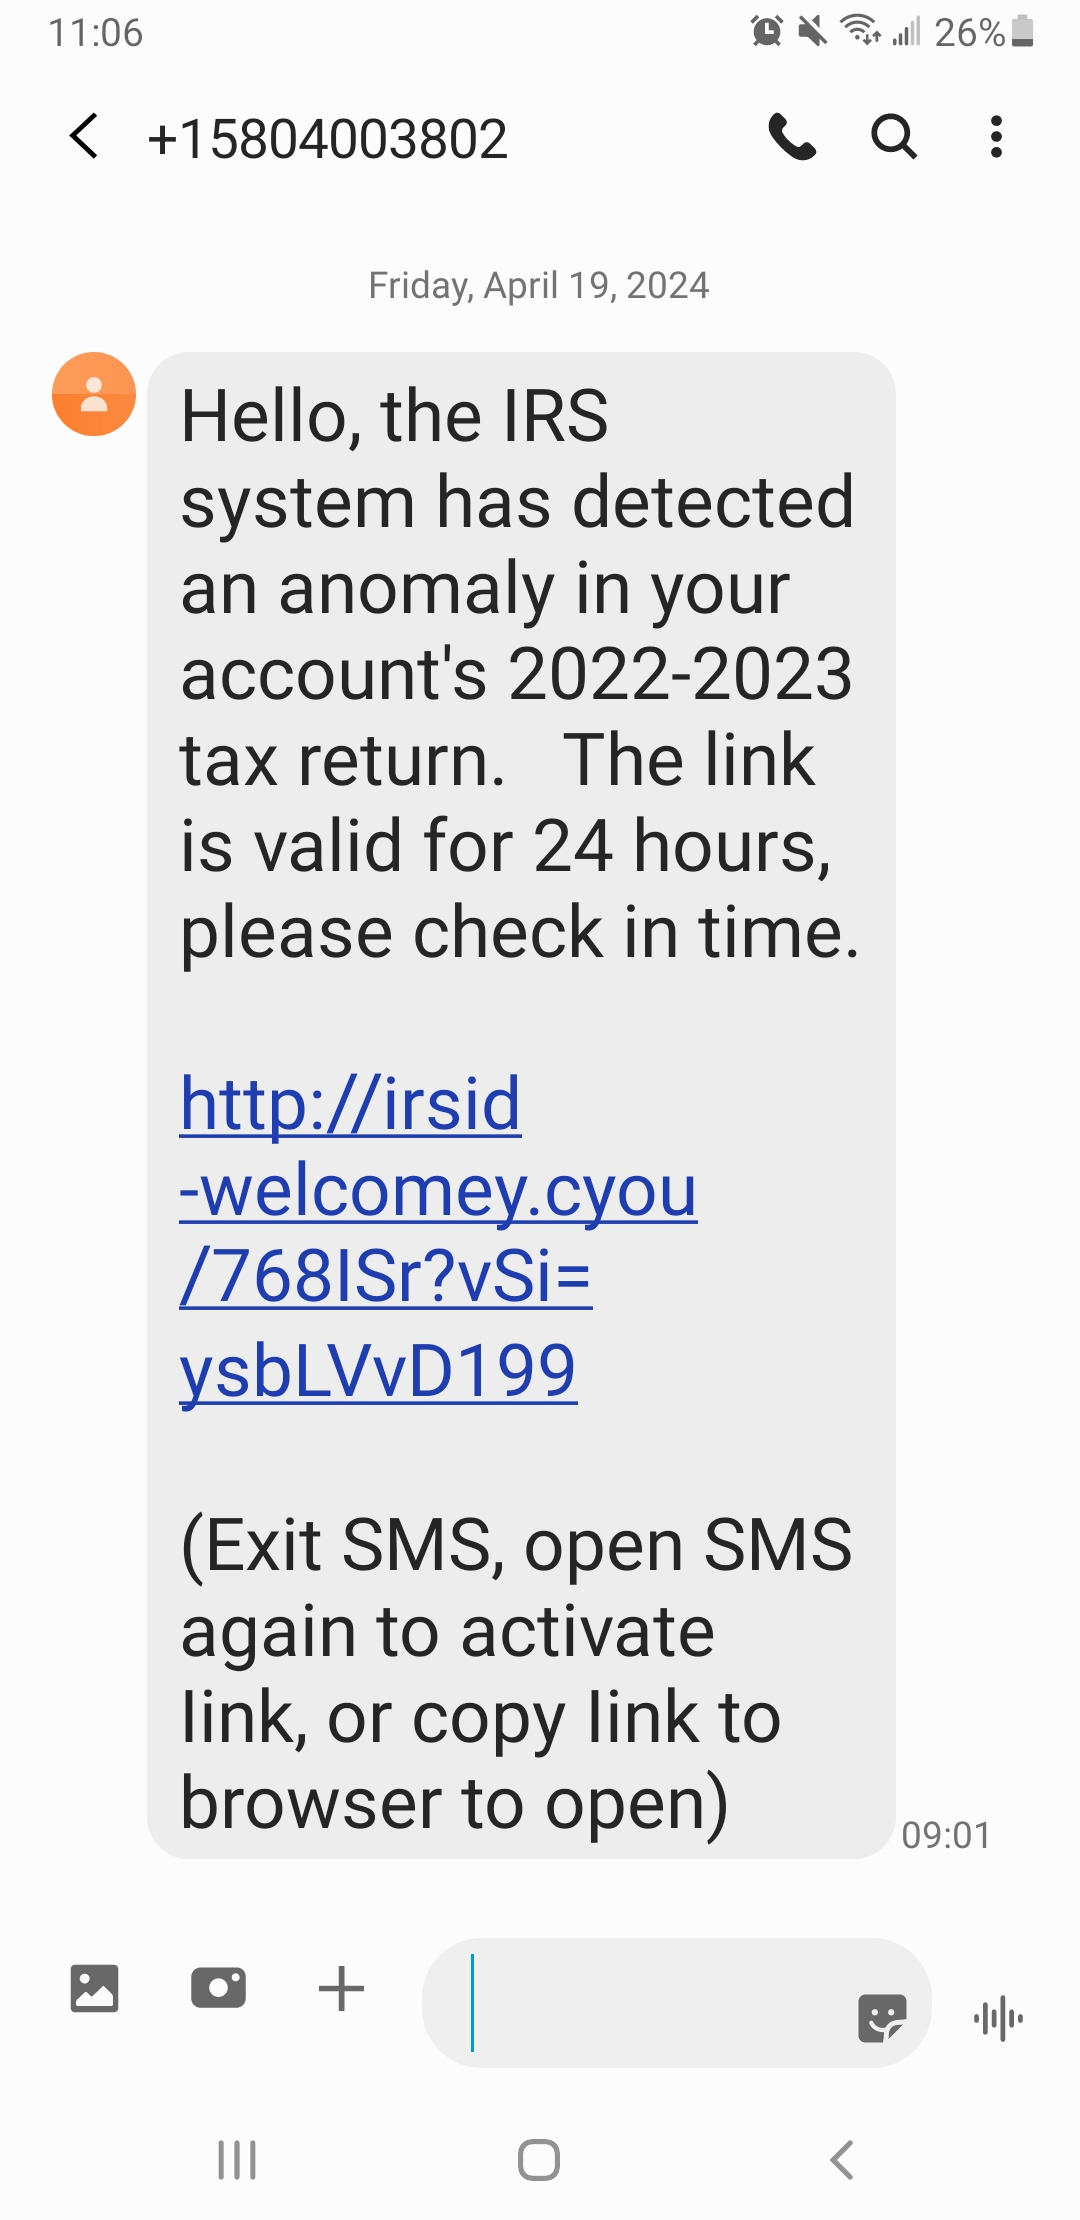 11:06 26%
+15804003802
Friday, April 19, 2024
Hello, the IRS
system has detected
an anomaly in your
account's 2022-2023
tax return.   The link
is valid for 24 hours,
please check in time.
http://irsid
-welcomey.cyou
/768ISr?vSi=
ysbLVvD199
(Exit SMS, open SMS
again to activate
link, or copy link to
browser to open)
09:01